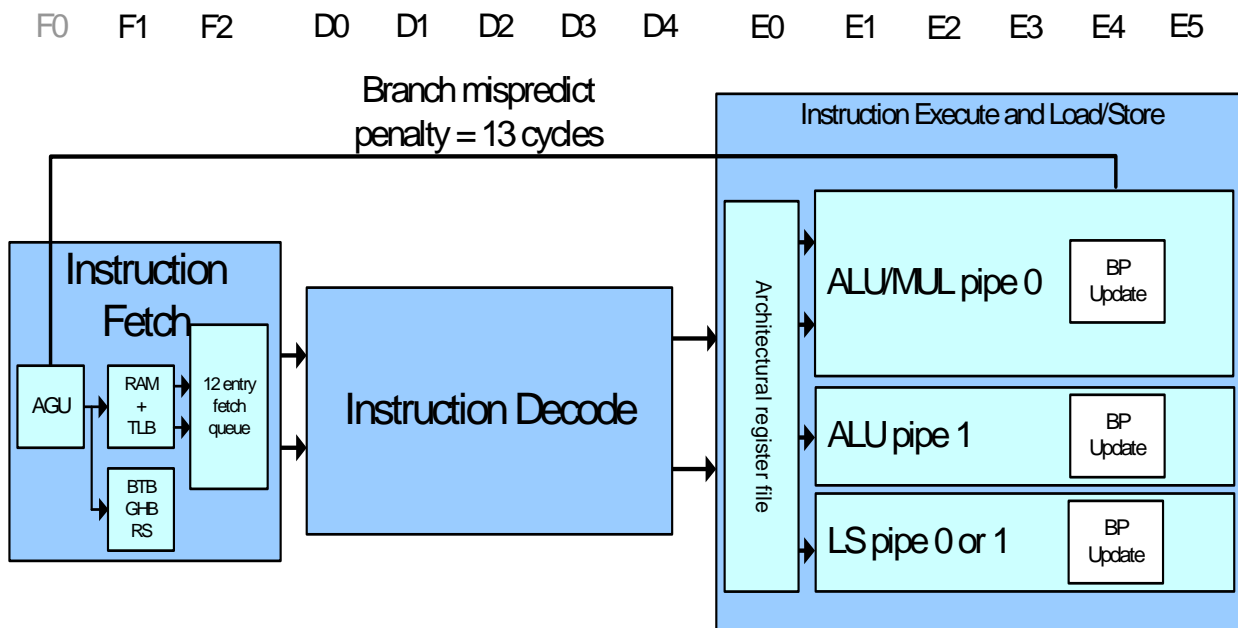 F0 F1 F2 D0 D1 D2 D3 D4 E0 E1 E2 E3 E4 E5
Branch mispredict
penalty = 13 cycles
Instruction Execute and Load/Store
Instruction
Fetch
AGU
RAM
+
TLB
12 entry
fetch
queue
BTB
GHB
RS
Instruction Decode
Architectural register file
ALU/MUL pipe 0
BP
Update
ALU pipe 1
BP
Update
LS pipe 0 or 1
BP
Update